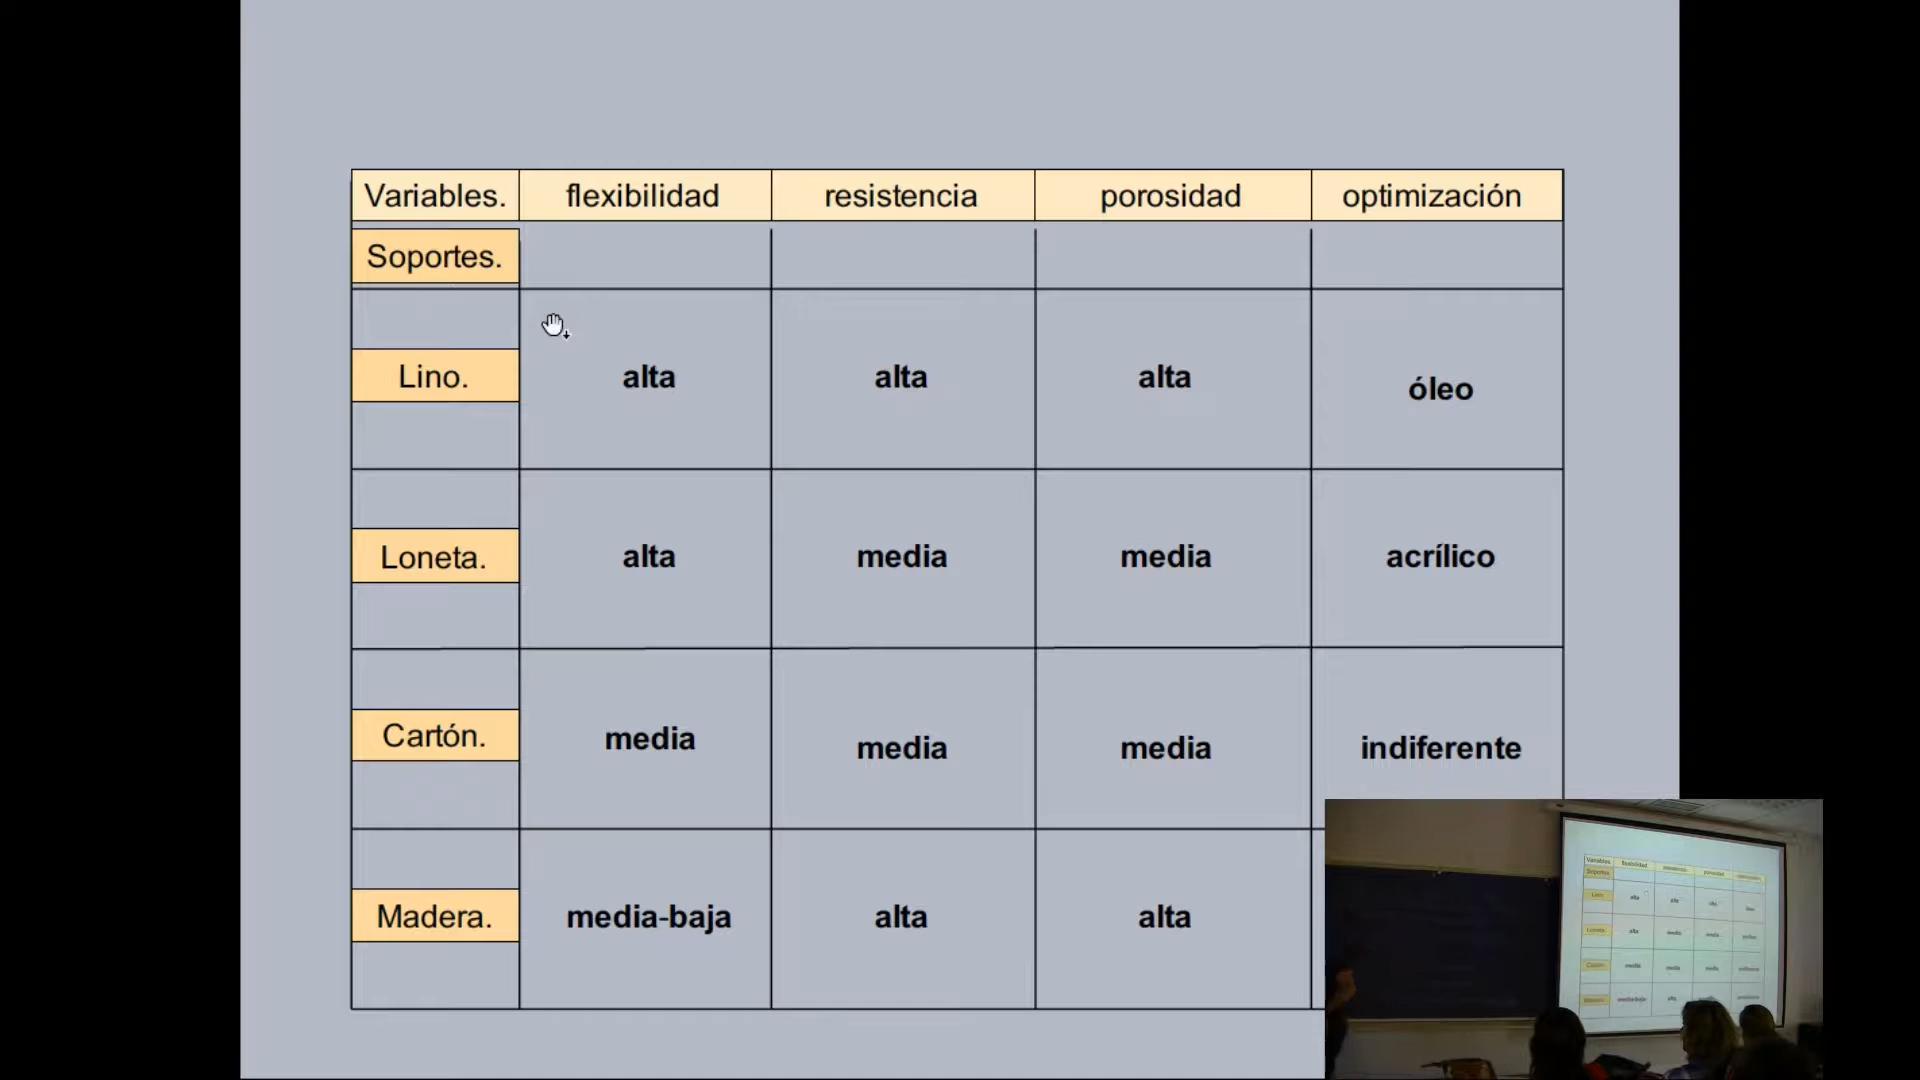 Variables. flexibilidad resistencia porosidad optimización
Soportes.
Lino. alta alta alta óleo
Loneta. alta media media acrílico
Cartón. media media media indiferente
Madera. media-baja alta alta